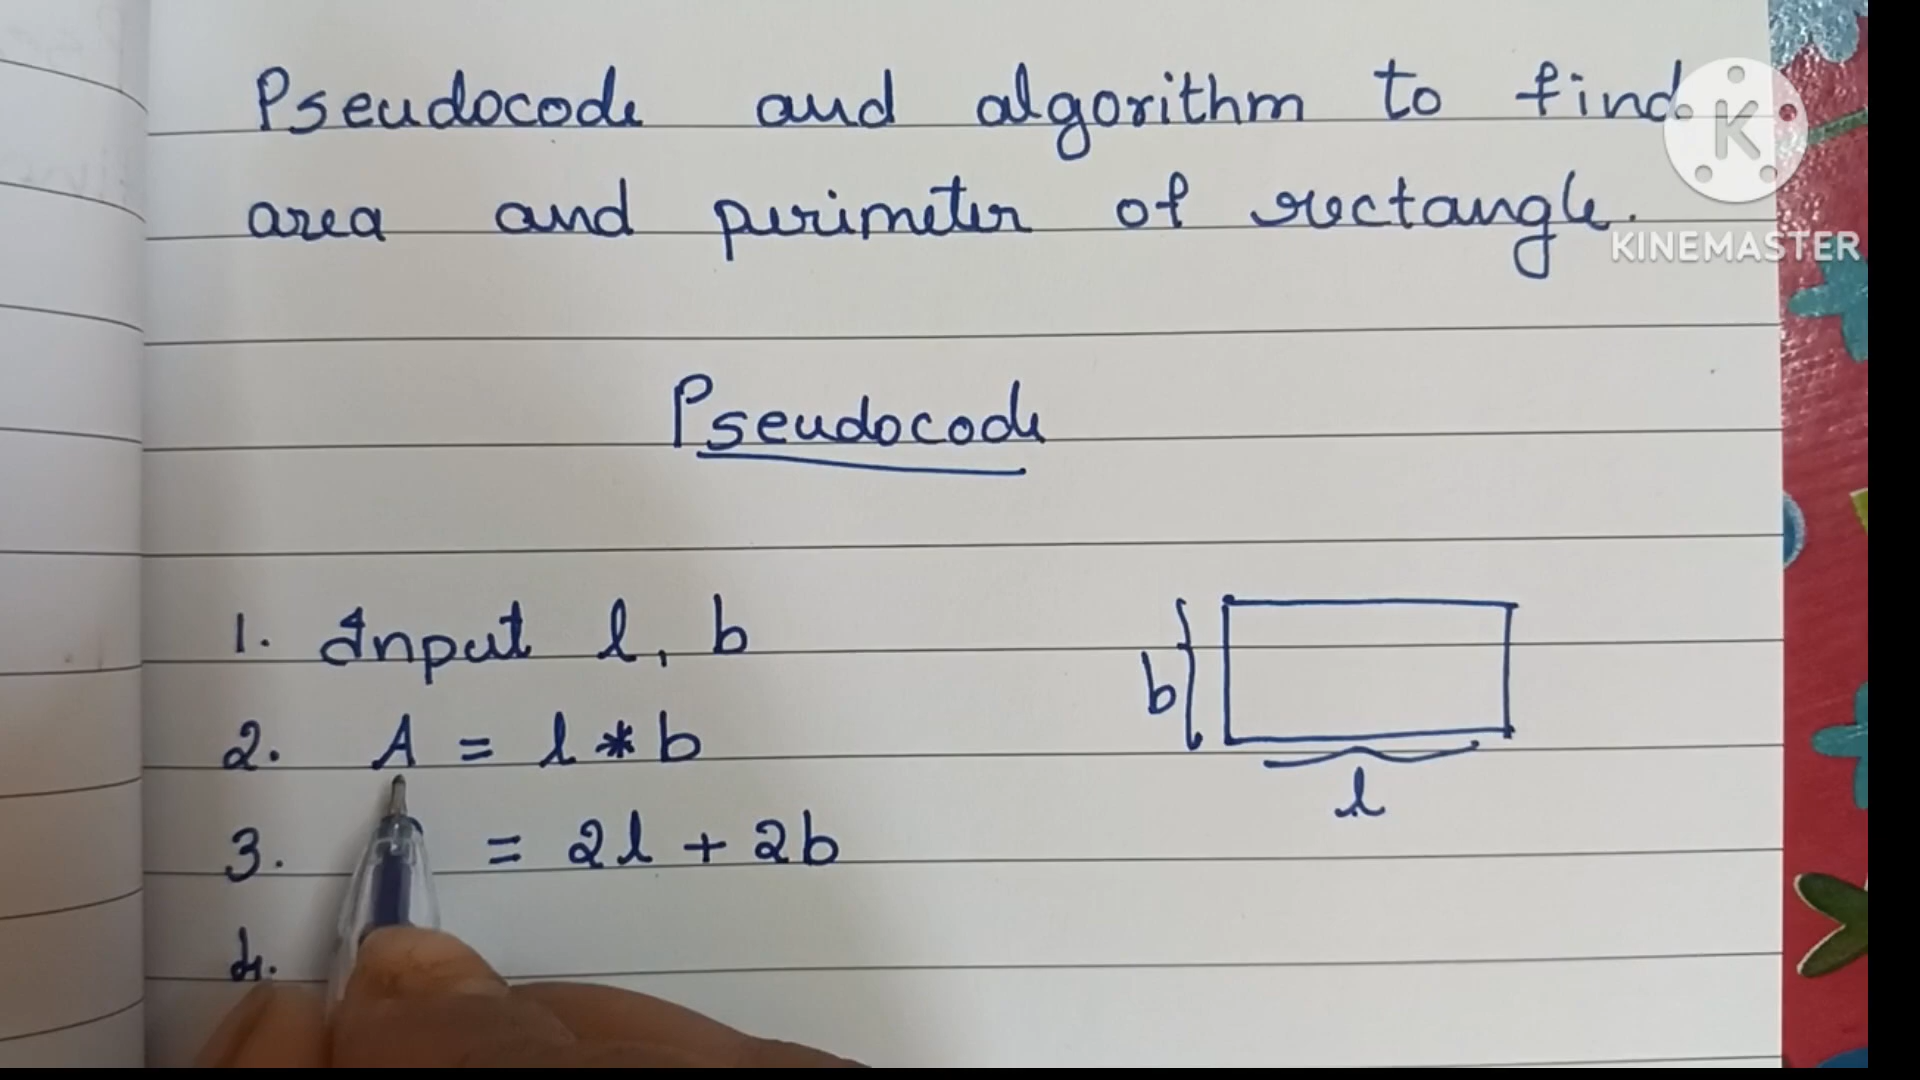 Pseudocode and algorithm to find
area and perimeter of rectangle.
K
KINEMASTER
Pseudocode
1. Input l, b
2. A = l * b
3. = 2l + 2b
4.
b
l